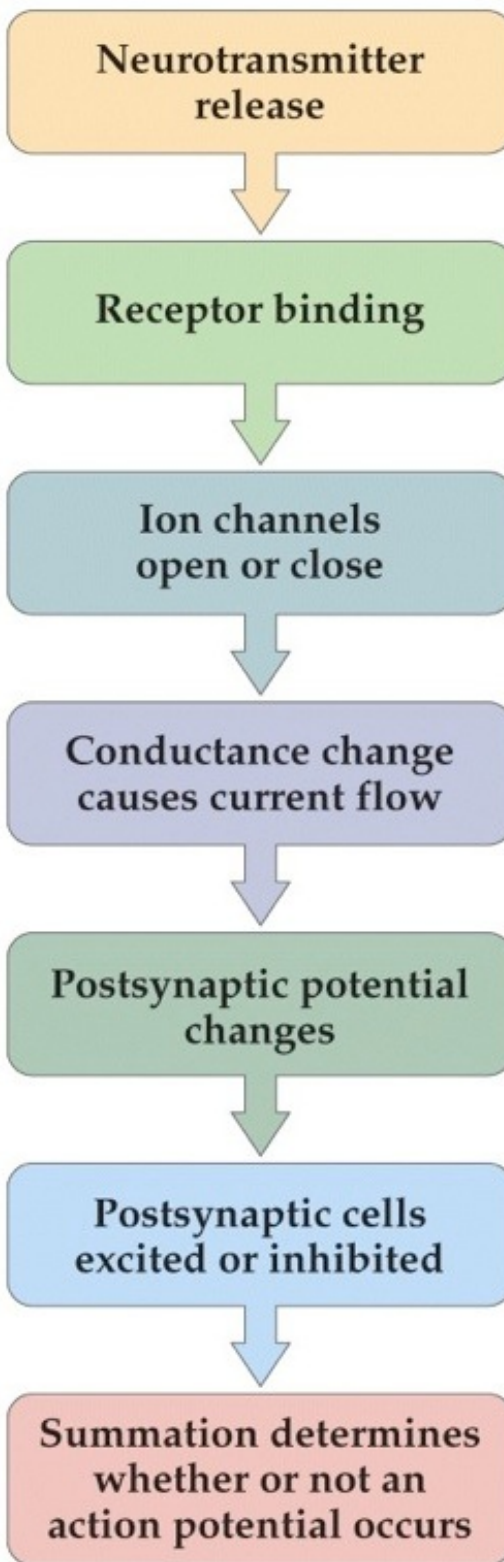 Neurotransmitter
release
Receptor binding
Ion channels
open or close
Conductance change
causes current flow
Postsynaptic potential
changes
Postsynaptic cells
excited or inhibited
Summation determines
whether or not an
action potential occurs